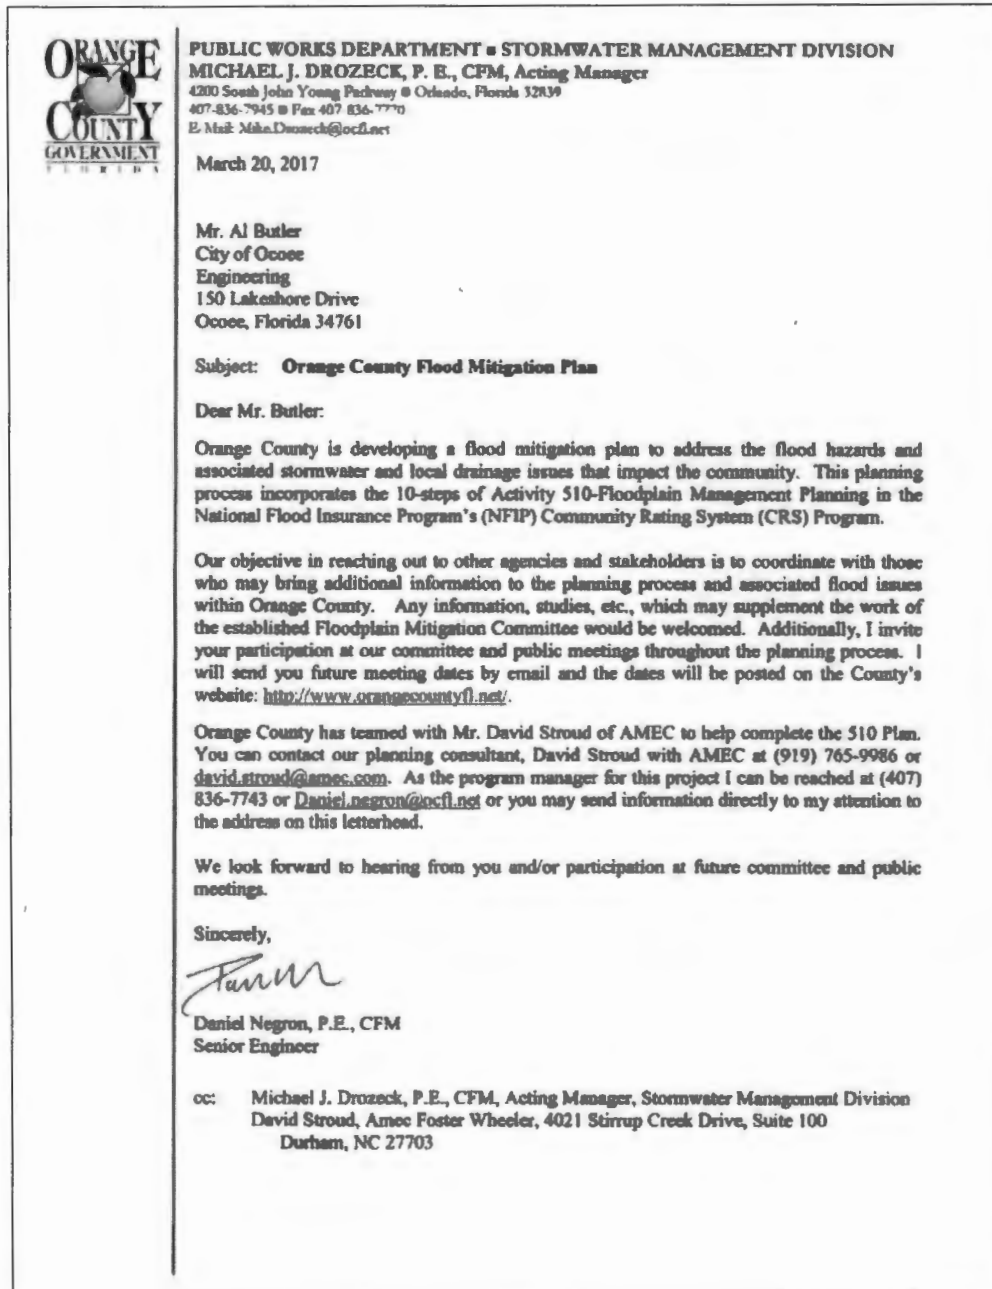 ORANGE
COUNTY
GOVERNMENT
FLORIDA
PUBLIC WORKS DEPARTMENT ■ STORMWATER MANAGEMENT DIVISION
MICHAEL J. DROZECK, P. E., CFM, Acting Manager
4200 South John Young Parkway ■ Orlando, Florida 32839
407-836-7945 ■ Fax 407 836-7770
E-Mail: Mike.Drozeck@ocfl.net
March 20, 2017
Mr. Al Butler
City of Ocoee
Engineering
150 Lakeshore Drive
Ocoee, Florida 34761
Subject: Orange County Flood Mitigation Plan
Dear Mr. Butler:
Orange County is developing a flood mitigation plan to address the flood hazards and
associated stormwater and local drainage issues that impact the community. This planning
process incorporates the 10-steps of Activity 510-Floodplain Management Planning in the
National Flood Insurance Program's (NFIP) Community Rating System (CRS) Program.
Our objective in reaching out to other agencies and stakeholders is to coordinate with those
who may bring additional information to the planning process and associated flood issues
within Orange County. Any information, studies, etc., which may supplement the work of
the established Floodplain Mitigation Committee would be welcomed. Additionally, I invite
your participation at our committee and public meetings throughout the planning process. I
will send you future meeting dates by email and the dates will be posted on the County's
website: http://www.orangecountyfl.net/.
Orange County has teamed with Mr. David Stroud of AMEC to help complete the 510 Plan.
You can contact our planning consultant, David Stroud with AMEC at (919) 765-9986 or
david.stroud@amec.com. As the program manager for this project I can be reached at (407)
836-7743 or Daniel.negron@ocfl.net or you may send information directly to my attention to
the address on this letterhead.
We look forward to hearing from you and/or participation at future committee and public
meetings.
Sincerely,
Daniel Negron, P.E., CFM
Senior Engineer
cc: Michael J. Drozeck, P.E., CFM, Acting Manager, Stormwater Management Division
David Stroud, Amec Foster Wheeler, 4021 Stirrup Creek Drive, Suite 100
Durham, NC 27703